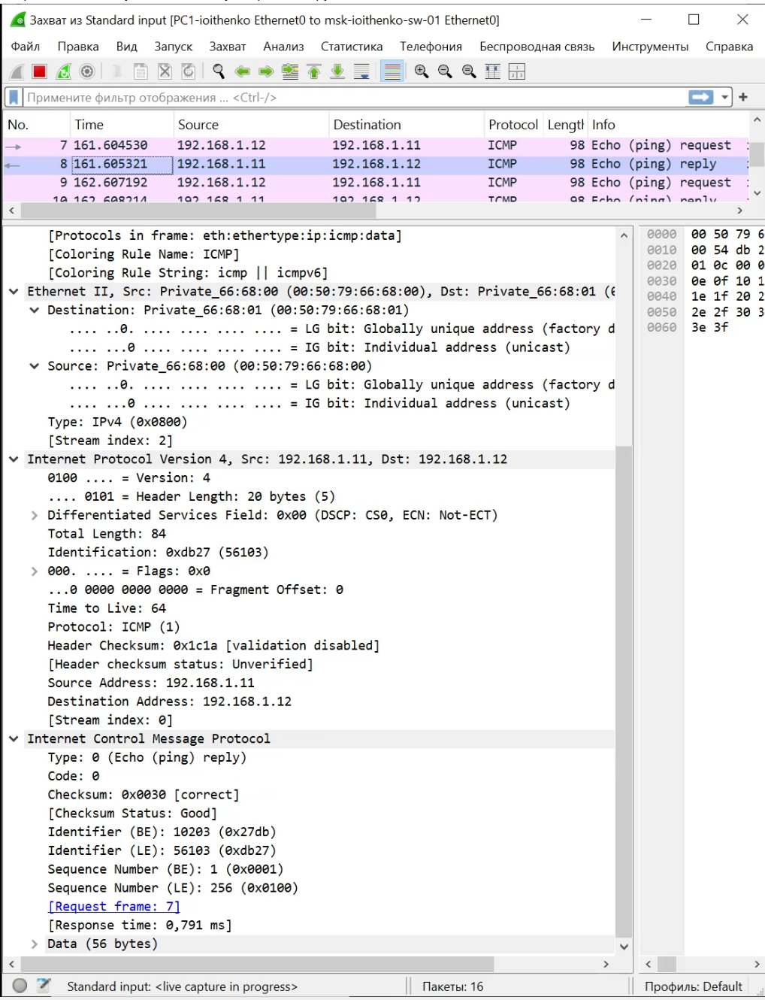 Захват из Standard input [PC1-ioithenko Ethernet0 to msk-ioithenko-sw-01 Ethernet0]
Файл Правка Вид Запуск Захват Анализ Статистика Телефония Беспроводная связь Инструменты Справка
Примените фильтр отображения ... <Ctrl-/>
No. Time Source Destination Protocol Length Info
7 161.604530 192.168.1.12 192.168.1.11 ICMP 98 Echo (ping) request
8 161.605321 192.168.1.11 192.168.1.12 ICMP 98 Echo (ping) reply
9 162.607192 192.168.1.12 192.168.1.11 ICMP 98 Echo (ping) request
10 162.608214 192.168.1.11 192.168.1.12 ICMP 98 Echo (ping) reply
[Protocols in frame: eth:ethertype:ip:icmp:data]
[Coloring Rule Name: ICMP]
[Coloring Rule String: icmp || icmpv6]
Ethernet II, Src: Private_66:68:00 (00:50:79:66:68:00), Dst: Private_66:68:01 (0
Destination: Private_66:68:01 (00:50:79:66:68:01)
.... ..0. .... .... .... .... = LG bit: Globally unique address (factory d
.... ...0 .... .... .... .... = IG bit: Individual address (unicast)
Source: Private_66:68:00 (00:50:79:66:68:00)
.... ..0. .... .... .... .... = LG bit: Globally unique address (factory d
.... ...0 .... .... .... .... = IG bit: Individual address (unicast)
Type: IPv4 (0x0800)
[Stream index: 2]
Internet Protocol Version 4, Src: 192.168.1.11, Dst: 192.168.1.12
0100 .... = Version: 4
.... 0101 = Header Length: 20 bytes (5)
Differentiated Services Field: 0x00 (DSCP: CS0, ECN: Not-ECT)
Total Length: 84
Identification: 0xdb27 (56103)
000. .... = Flags: 0x0
...0 0000 0000 0000 = Fragment Offset: 0
Time to Live: 64
Protocol: ICMP (1)
Header Checksum: 0x1c1a [validation disabled]
[Header checksum status: Unverified]
Source Address: 192.168.1.11
Destination Address: 192.168.1.12
[Stream index: 0]
Internet Control Message Protocol
Type: 0 (Echo (ping) reply)
Code: 0
Checksum: 0x0030 [correct]
[Checksum Status: Good]
Identifier (BE): 10203 (0x27db)
Identifier (LE): 56103 (0xdb27)
Sequence Number (BE): 1 (0x0001)
Sequence Number (LE): 256 (0x0100)
[Request frame: 7]
[Response time: 0,791 ms]
Data (56 bytes)
0000 00 50 79 6
0010 00 54 db 2
0020 01 0c 00 0
0030 0e 0f 10 1
0040 1e 1f 20 2
0050 2e 2f 30 3
0060 3e 3f
Standard input: <live capture in progress> Пакеты: 16 Профиль: Default